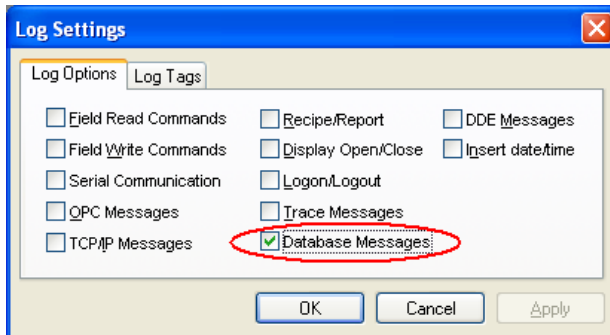 Log Settings
Log Options Log Tags
Field Read Commands Recipe/Report DDE Messages
Field Write Commands Display Open/Close Insert date/time
Serial Communication Logon/Logout
OPC Messages Trace Messages
TCP/IP Messages Database Messages
OK Cancel Apply